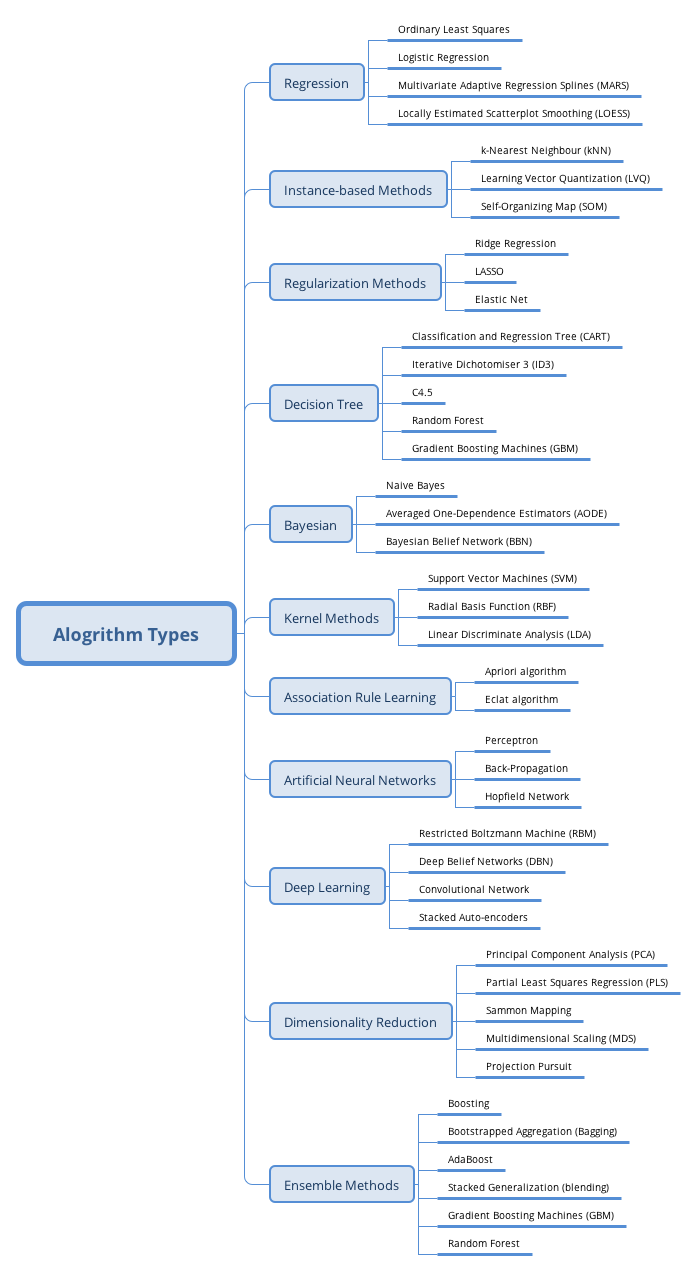 Ordinary Least Squares
Logistic Regression
Regression
Multivariate Adaptive Regression Splines (MARS)
Locally Estimated Scatterplot Smoothing (LOESS)
k-Nearest Neighbour (kNN)
Instance-based Methods
Learning Vector Quantization (LVQ)
Self-Organizing Map (SOM)
Ridge Regression
Regularization Methods
LASSO
Elastic Net
Classification and Regression Tree (CART)
Iterative Dichotomiser 3 (ID3)
Decision Tree
C4.5
Random Forest
Gradient Boosting Machines (GBM)
Naive Bayes
Bayesian
Averaged One-Dependence Estimators (AODE)
Bayesian Belief Network (BBN)
Alogrithm Types
Support Vector Machines (SVM)
Kernel Methods
Radial Basis Function (RBF)
Linear Discriminate Analysis (LDA)
Association Rule Learning
Apriori algorithm
Eclat algorithm
Perceptron
Artificial Neural Networks
Back-Propagation
Hopfield Network
Restricted Boltzmann Machine (RBM)
Deep Learning
Deep Belief Networks (DBN)
Convolutional Network
Stacked Auto-encoders
Principal Component Analysis (PCA)
Partial Least Squares Regression (PLS)
Dimensionality Reduction
Sammon Mapping
Multidimensional Scaling (MDS)
Projection Pursuit
Boosting
Bootstrapped Aggregation (Bagging)
Ensemble Methods
AdaBoost
Stacked Generalization (blending)
Gradient Boosting Machines (GBM)
Random Forest